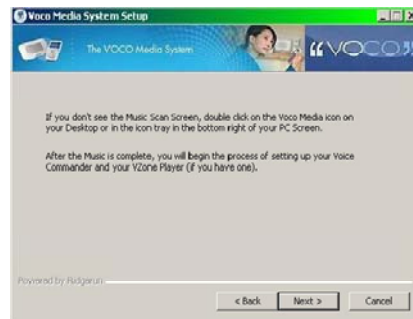 Voco Media System Setup
The VOCO Media System
“VOCO”
If you don't see the Music Scan Screen, double click on the Voco Media icon on
your Desktop or in the icon tray in the bottom right of your PC Screen.
After the Music is complete, you will begin the process of setting up your Voice
Commander and your VZone Player (if you have one).
Powered by Ridgerun
< Back Next > Cancel